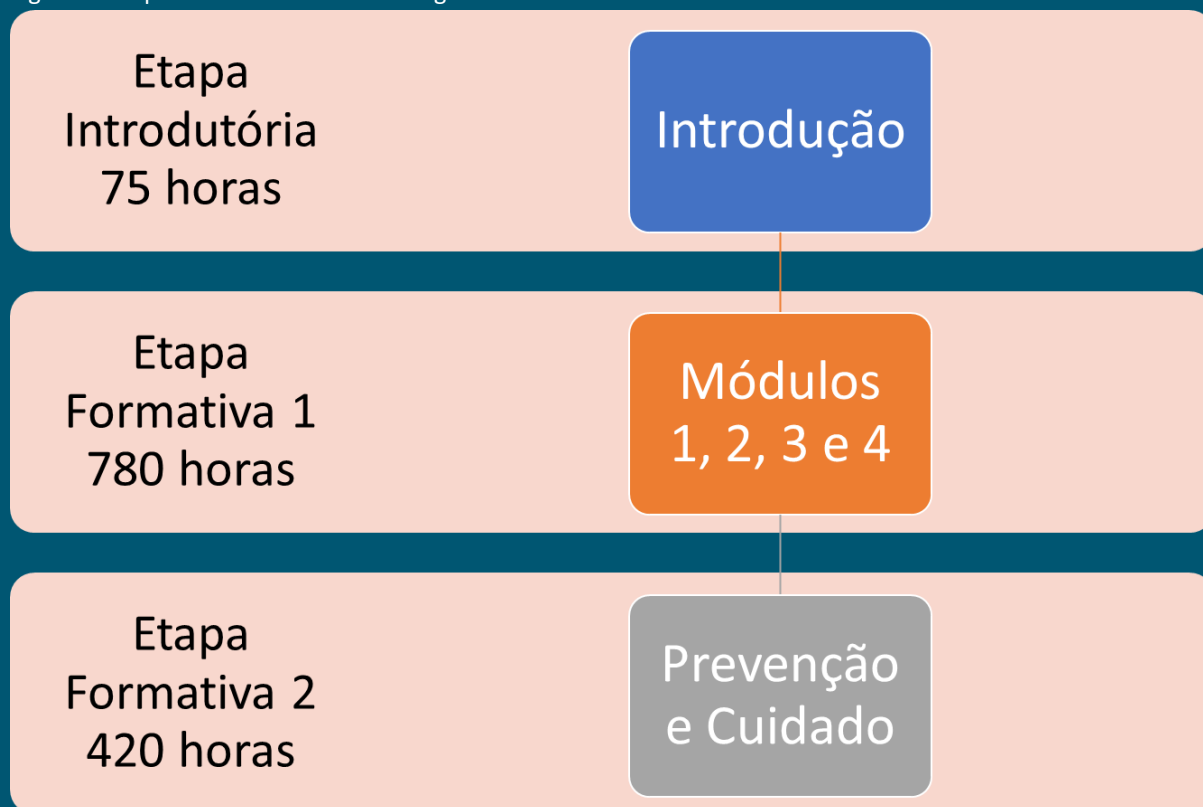 Etapa
Introdutória
75 horas
Introdução
Etapa
Formativa 1
780 horas
Módulos
1, 2, 3 e 4
Etapa
Formativa 2
420 horas
Prevenção
e Cuidado